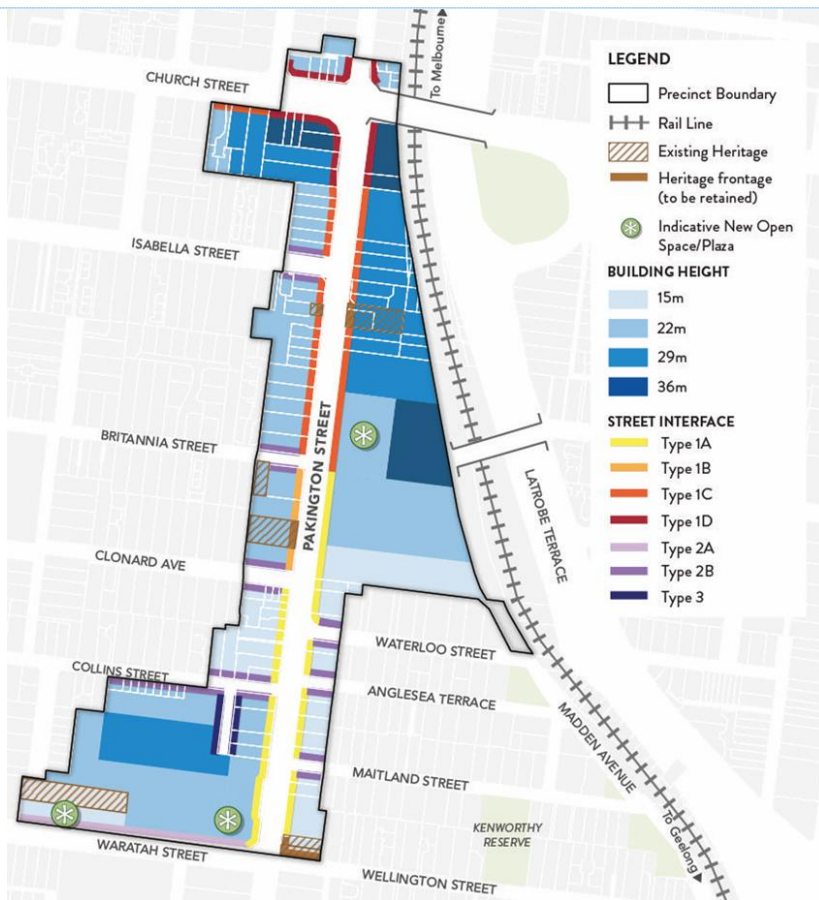 To Melbourne
CHURCH STREET
ISABELLA STREET
BRITANNIA STREET
PAKINGTON STREET
CLONARD AVE
LATROBE TERRACE
WATERLOO STREET
COLLINS STREET
ANGLESEA TERRACE
MADDEN AVENUE
MAITLAND STREET
To Geelong
KENWORTHY
RESERVE
WARATAH STREET
WELLINGTON STREET
LEGEND
Precinct Boundary
Rail Line
Existing Heritage
Heritage frontage
(to be retained)
Indicative New Open
Space/Plaza
BUILDING HEIGHT
15m
22m
29m
36m
STREET INTERFACE
Type 1A
Type 1B
Type 1C
Type 1D
Type 2A
Type 2B
Type 3